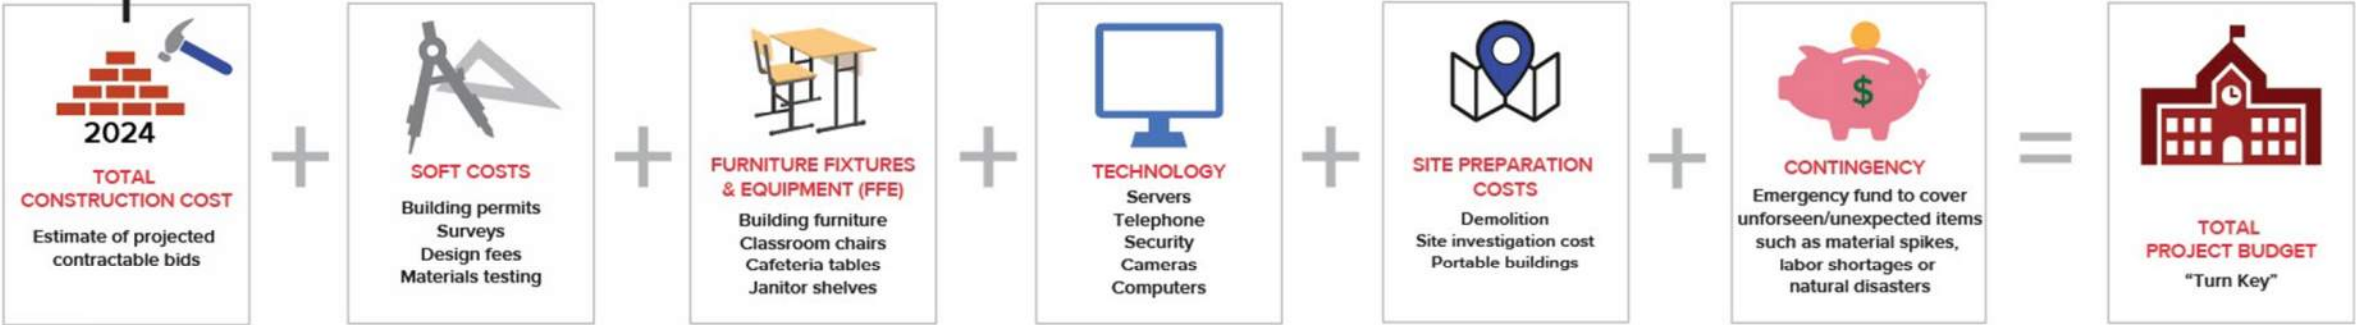 2024
TOTAL
CONSTRUCTION COST
Estimate of projected
contractable bids
+
SOFT COSTS
Building permits
Surveys
Design fees
Materials testing
+
FURNITURE FIXTURES
& EQUIPMENT (FFE)
Building furniture
Classroom chairs
Cafeteria tables
Janitor shelves
+
TECHNOLOGY
Servers
Telephone
Security
Cameras
Computers
+
SITE PREPARATION
COSTS
Demolition
Site investigation cost
Portable buildings
+
$
CONTINGENCY
Emergency fund to cover
unforseen/unexpected items
such as material spikes,
labor shortages or
natural disasters
=
TOTAL
PROJECT BUDGET
“Turn Key”